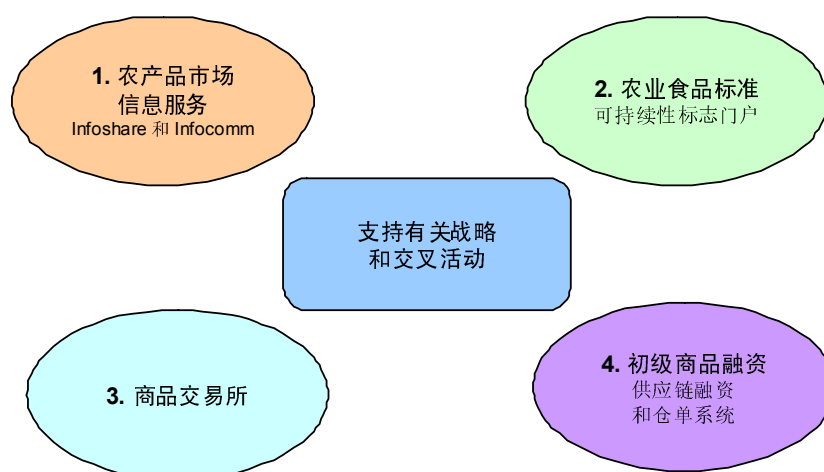 1. 农产品市场
信息服务
Infoshare 和 Infocomm
2. 农业食品标准
可持续性标志门户
支持有关战略
和交叉活动
3. 商品交易所
4. 初级商品融资
供应链融资
和仓单系统